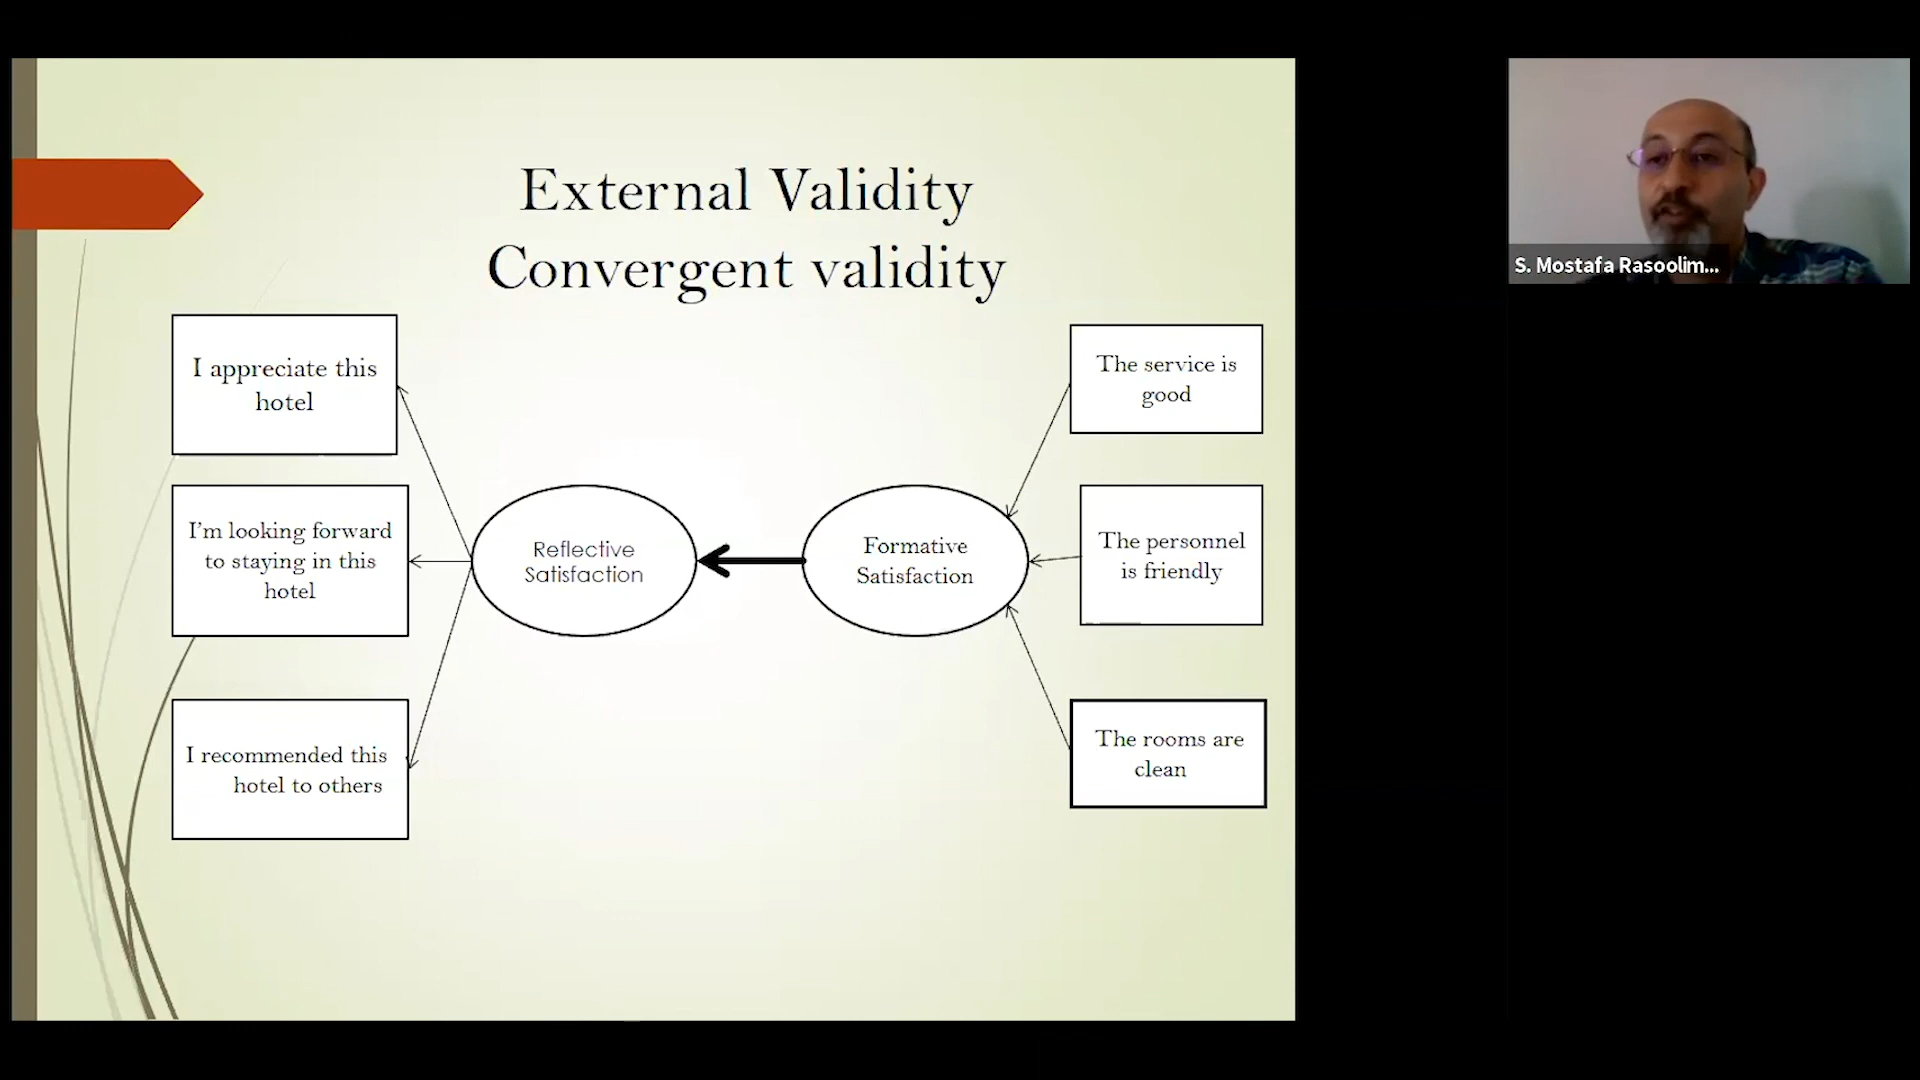 External Validity
Convergent validity
I appreciate this
hotel
I'm looking forward
to staying in this
hotel
I recommended this
hotel to others
Reflective
Satisfaction
Formative
Satisfaction
The service is
good
The personnel
is friendly
The rooms are
clean
S. Mostafa Rasoolim...